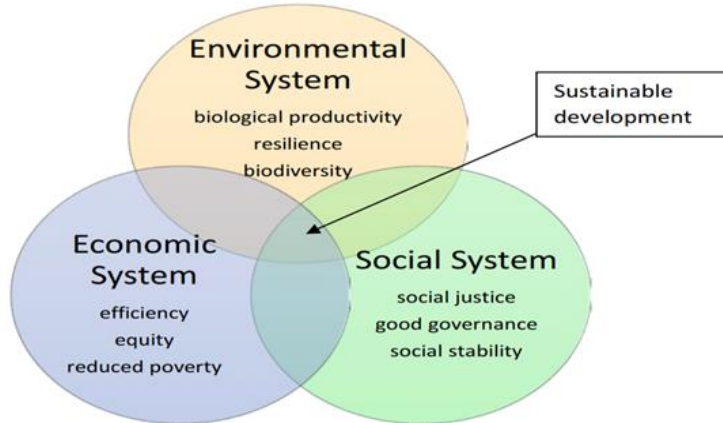 Environmental
System
biological productivity
resilience
biodiversity
Sustainable
development
Economic
System
efficiency
equity
reduced poverty
Social System
social justice
good governance
social stability